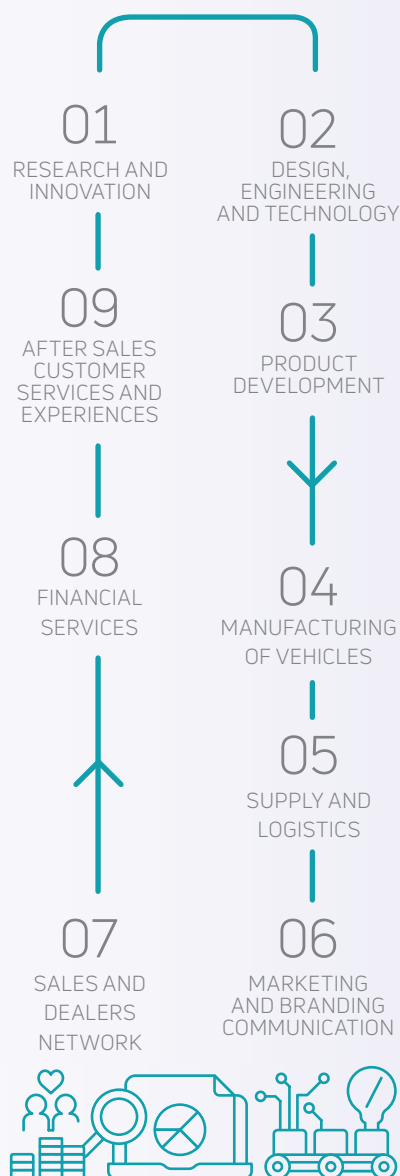 01
RESEARCH AND
INNOVATION
02
DESIGN,
ENGINEERING
AND TECHNOLOGY
03
PRODUCT
DEVELOPMENT
04
MANUFACTURING
OF VEHICLES
05
SUPPLY AND
LOGISTICS
06
MARKETING
AND BRANDING
COMMUNICATION
07
SALES AND
DEALERS
NETWORK
08
FINANCIAL
SERVICES
09
AFTER SALES
CUSTOMER
SERVICES AND
EXPERIENCES